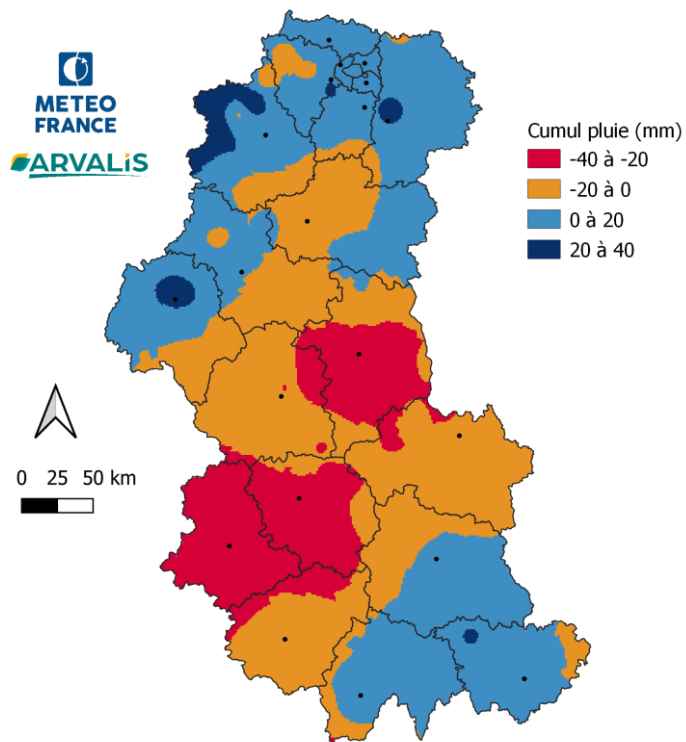 METEO
FRANCE
ARVALIS
Cumul pluie (mm)
-40 à -20
-20 à 0
0 à 20
20 à 40
0 25 50 km